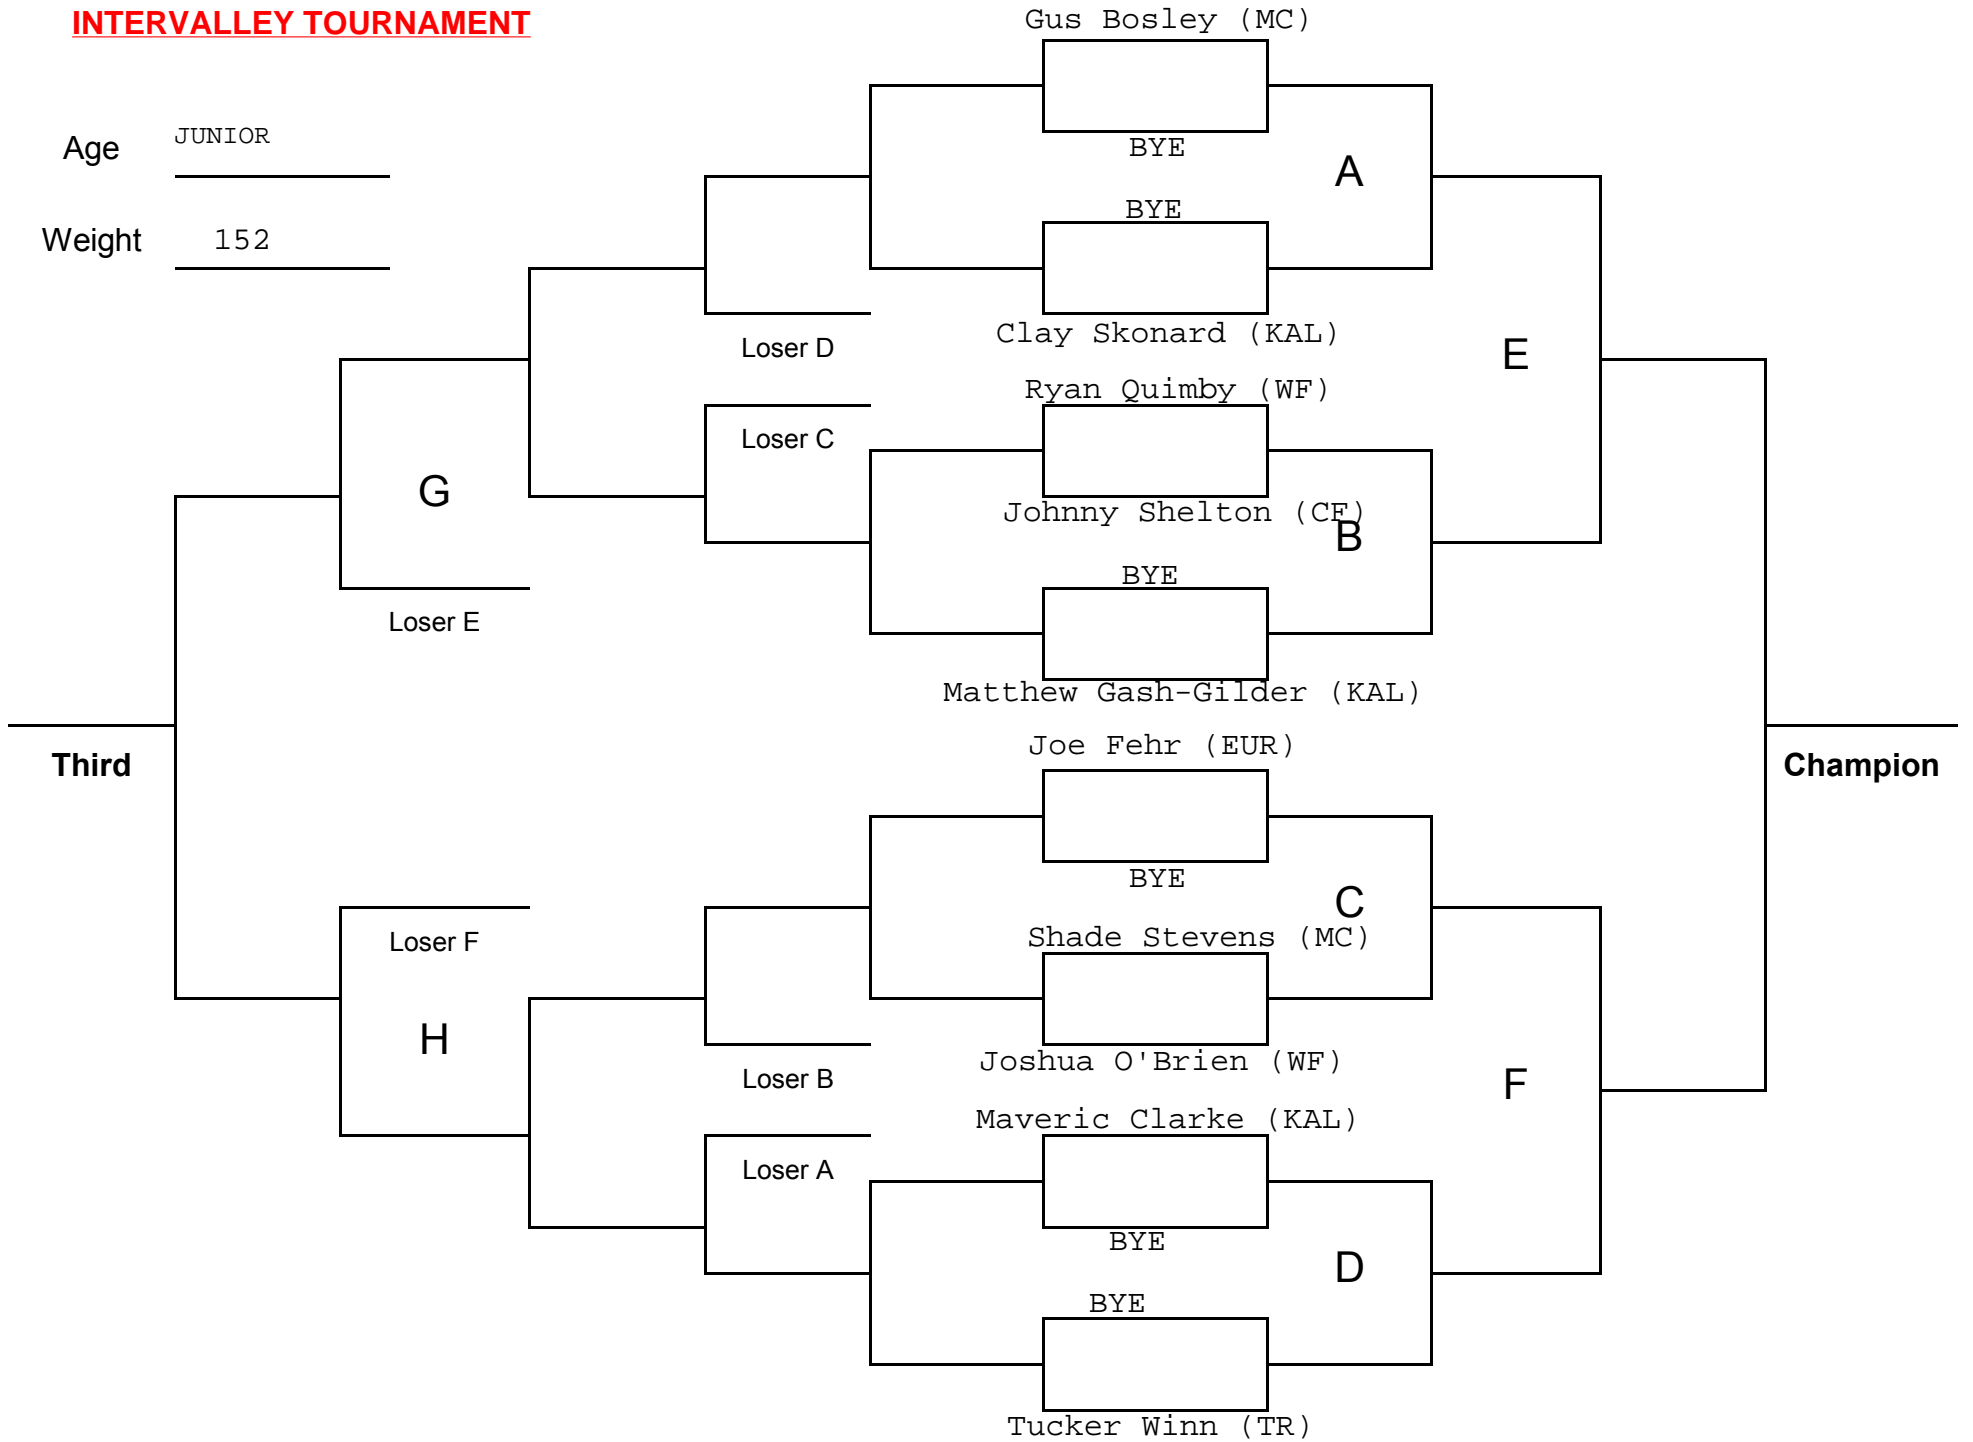 INTERVALLEY TOURNAMENT
Gus Bosley (MC)
Age JUNIOR
BYE
A
BYE
Weight 152
Clay Skonard (KAL)
Loser D
E
Ryan Quimby (WF)
Loser C
G
Johnny Shelton (CF)
B
BYE
Loser E
Matthew Gash-Gilder (KAL)
Joe Fehr (EUR)
Third
Champion
BYE
C
Shade Stevens (MC)
Loser F
H
Joshua O'Brien (WF)
Loser B
F
Maveric Clarke (KAL)
Loser A
BYE
D
BYE
Tucker Winn (TR)